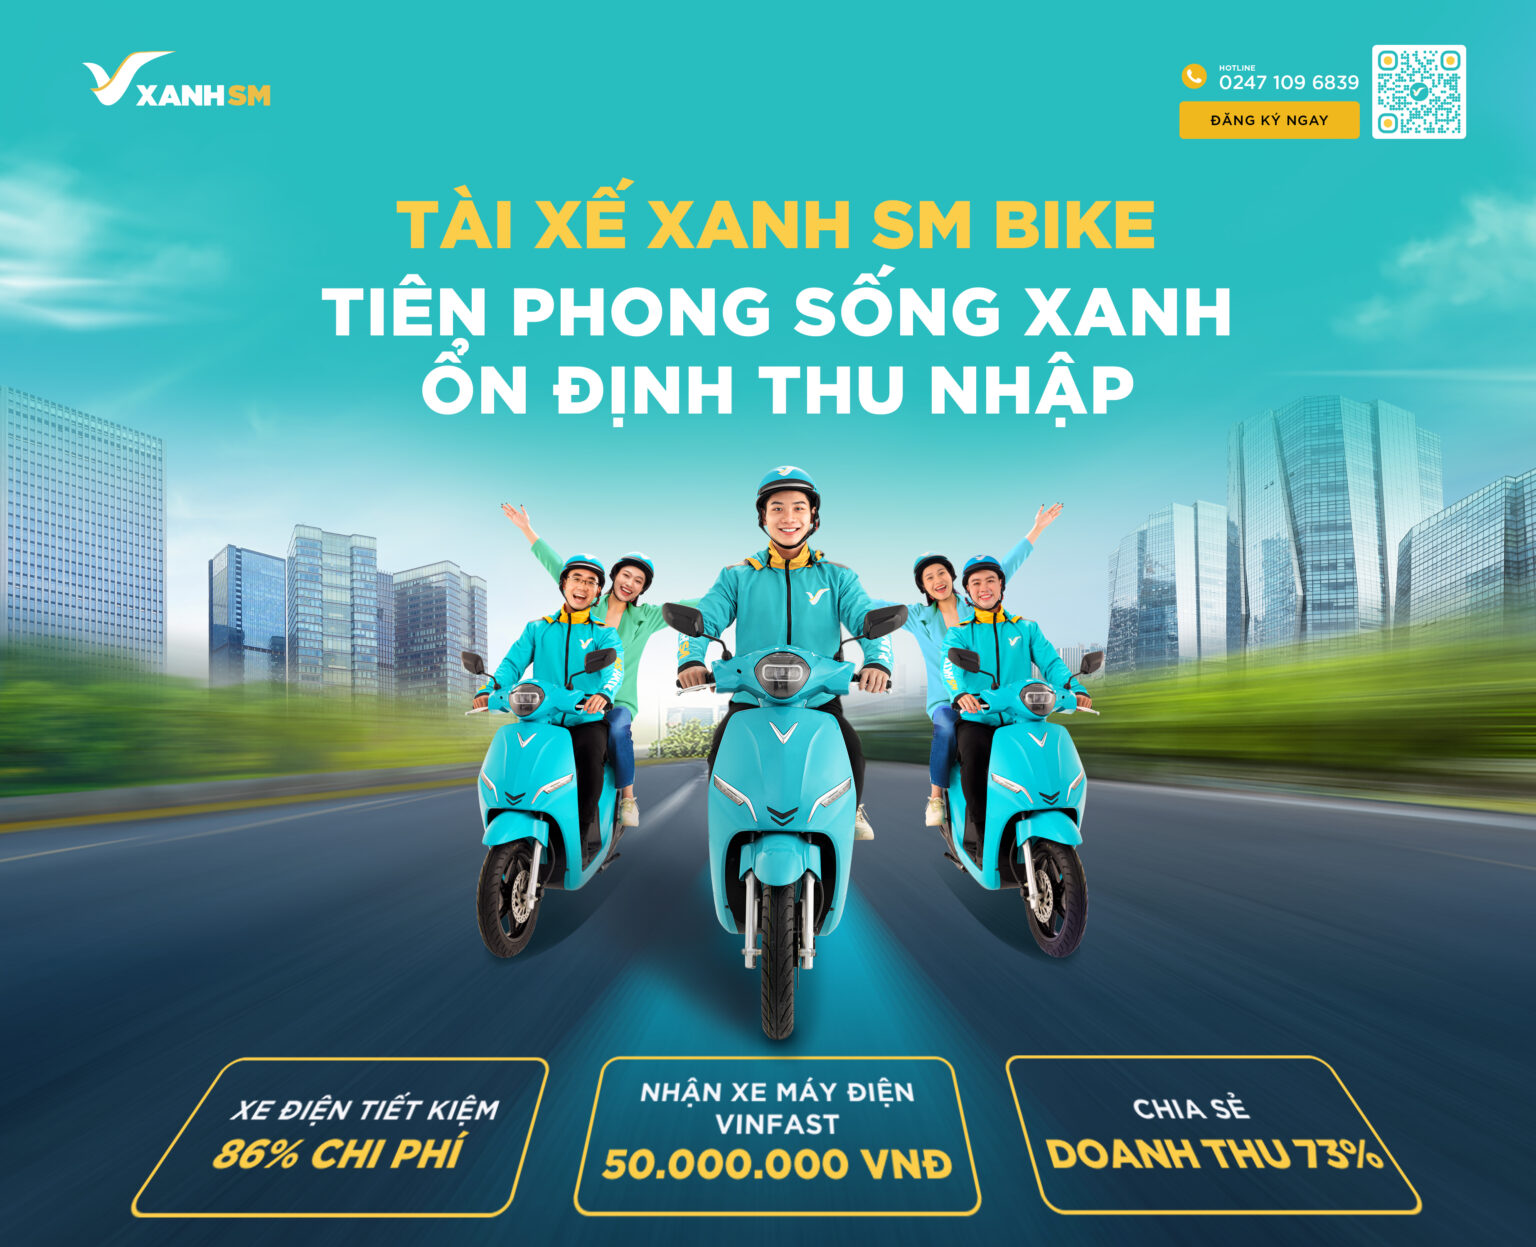 XANH SM
HOTLINE
0247 109 6839
ĐĂNG KÝ NGAY
TÀI XẾ XANH SM BIKE
TIÊN PHONG SỐNG XANH
ỔN ĐỊNH THU NHẬP
XE ĐIỆN TIẾT KIỆM
86% CHI PHÍ
NHẬN XE MÁY ĐIỆN
VINFAST
50.000.000 VNĐ
CHIA SẺ
DOANH THU 73%